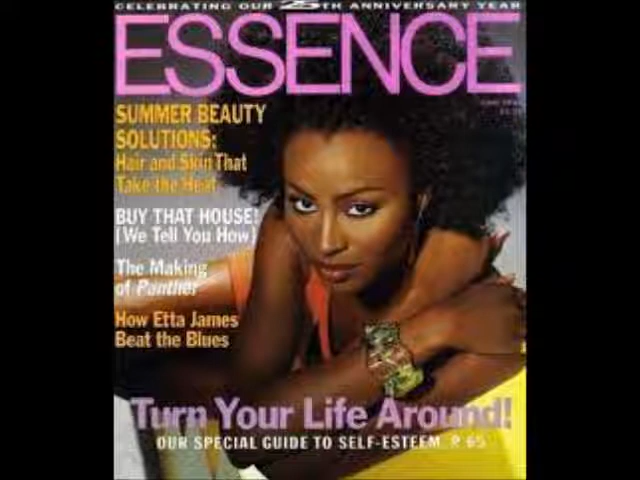 CELEBRATING OUR 25TH ANNIVERSARY YEAR
ESSENCE
SUMMER BEAUTY
SOLUTIONS:
Hair and Skin That
Take the Heat
BUY THAT HOUSE!
[We Tell You How]
The Making
of Panther
How Etta James
Beat the Blues
Turn Your Life Around!
OUR SPECIAL GUIDE TO SELF-ESTEEM, P. 65